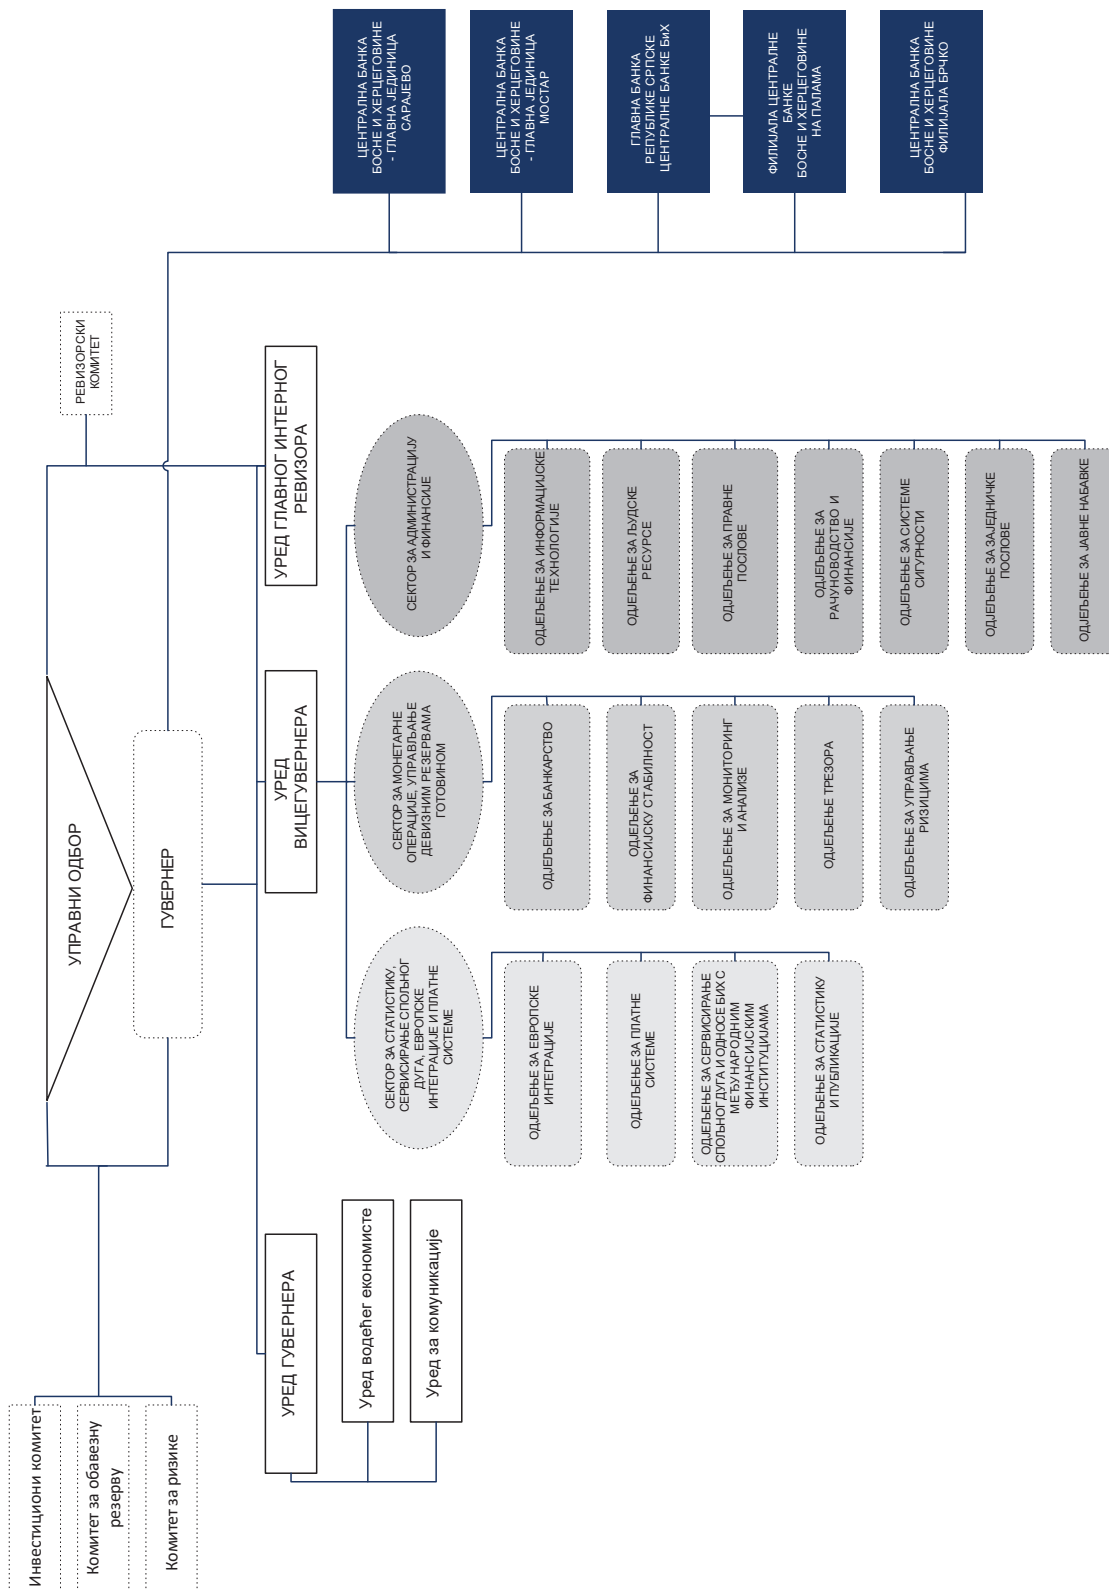 УПРАВНИ ОДБОР
ГУВЕРНЕР
Инвестициони комитет
Комитет за обавезну
резерву
Комитет за ризике
РЕВИЗОРСКИ
КОМИТЕТ
УРЕД ГУВЕРНЕРА
Уред водећег економисте
Уред за комуникације
УРЕД
ВИЦЕГУВЕРНЕРА
УРЕД ГЛАВНОГ ИНТЕРНОГ
РЕВИЗОРА
СЕКТОР ЗА СТАТИСТИКУ,
СЕРВИСИРАЊЕ СПОЉНОГ
ДУГА, ЕВРОПСКЕ
ИНТЕГРАЦИЈЕ И ПЛАТНЕ
СИСТЕМЕ
ОДЈЕЉЕЊЕ ЗА ЕВРОПСКЕ
ИНТЕГРАЦИЈЕ
ОДЈЕЉЕЊЕ ЗА ПЛАТНЕ
СИСТЕМЕ
ОДЈЕЉЕЊЕ ЗА СЕРВИСИРАЊЕ
СПОЉНОГ ДУГА И ОДНОСЕ БИХ С
МЕЂУНАРОДНИМ
ФИНАНСИЈСКИМ
ИНСТИТУЦИЈАМА
ОДЈЕЉЕЊЕ ЗА СТАТИСТИКУ
И ПУБЛИКАЦИЈЕ
СЕКТОР ЗА МОНЕТАРНЕ
ОПЕРАЦИЈЕ, УПРАВЉАЊЕ
ДЕВИЗНИМ РЕЗЕРВАМА
ГОТОВИНОМ
ОДЈЕЉЕЊЕ ЗА БАНКАРСТВО
ОДЈЕЉЕЊЕ ЗА
ФИНАНСИЈСКУ СТАБИЛНОСТ
ОДЈЕЉЕЊЕ ЗА МОНИТОРИНГ
И АНАЛИЗЕ
ОДЈЕЉЕЊЕ ТРЕЗОРА
ОДЈЕЉЕЊЕ ЗА УПРАВЉАЊЕ
РИЗИЦИМА
СЕКТОР ЗА АДМИНИСТРАЦИЈУ
И ФИНАНСИЈЕ
ОДЈЕЉЕЊЕ ЗА ИНФОРМАЦИЈСКЕ
ТЕХНОЛОГИЈЕ
ОДЈЕЉЕЊЕ ЗА ЉУДСКЕ
РЕСУРСЕ
ОДЈЕЉЕЊЕ ЗА ПРАВНЕ
ПОСЛОВЕ
ОДЈЕЉЕЊЕ ЗА
РАЧУНОВОДСТВО И
ФИНАНСИЈЕ
ОДЈЕЉЕЊЕ ЗА СИСТЕМЕ
СИГУРНОСТИ
ОДЈЕЉЕЊЕ ЗА ЗАЈЕДНИЧКЕ
ПОСЛОВЕ
ОДЈЕЉЕЊЕ ЗА ЈАВНЕ НАБАВКЕ
ЦЕНТРАЛНА БАНКА
БОСНЕ И ХЕРЦЕГОВИНЕ
- ГЛАВНА ЈЕДИНИЦА
САРАЈЕВО
ЦЕНТРАЛНА БАНКА
БОСНЕ И ХЕРЦЕГОВИНЕ
- ГЛАВНА ЈЕДИНИЦА
МОСТАР
ГЛАВНА БАНКА
РЕПУБЛИКЕ СРПСКЕ
ЦЕНТРАЛНЕ БАНКЕ БиХ
ФИЛИЈАЛА ЦЕНТРАЛНЕ
БАНКЕ
БОСНЕ И ХЕРЦЕГОВИНЕ
НА ПАЛАМА
ЦЕНТРАЛНА БАНКА
БОСНЕ И ХЕРЦЕГОВИНЕ
ФИЛИЈАЛА БРЧКО